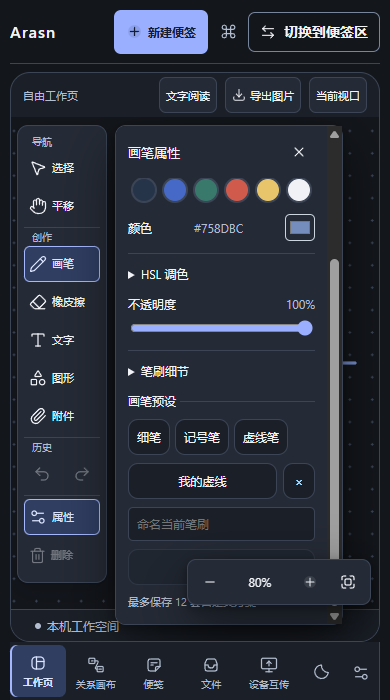 Arasn
新建便签
切换到便签区
自由工作页
文字阅读
导出图片
当前视口
导航
选择
平移
创作
画笔
橡皮擦
文字
图形
附件
历史
属性
删除
画笔属性
颜色
#758DBC
HSL 调色
不透明度
100%
笔刷细节
画笔预设
细笔
记号笔
虚线笔
我的虚线
×
命名当前笔刷
80%
最多保存 12
本机工作空间
工作页
关系画布
便笺
文件
设备互传